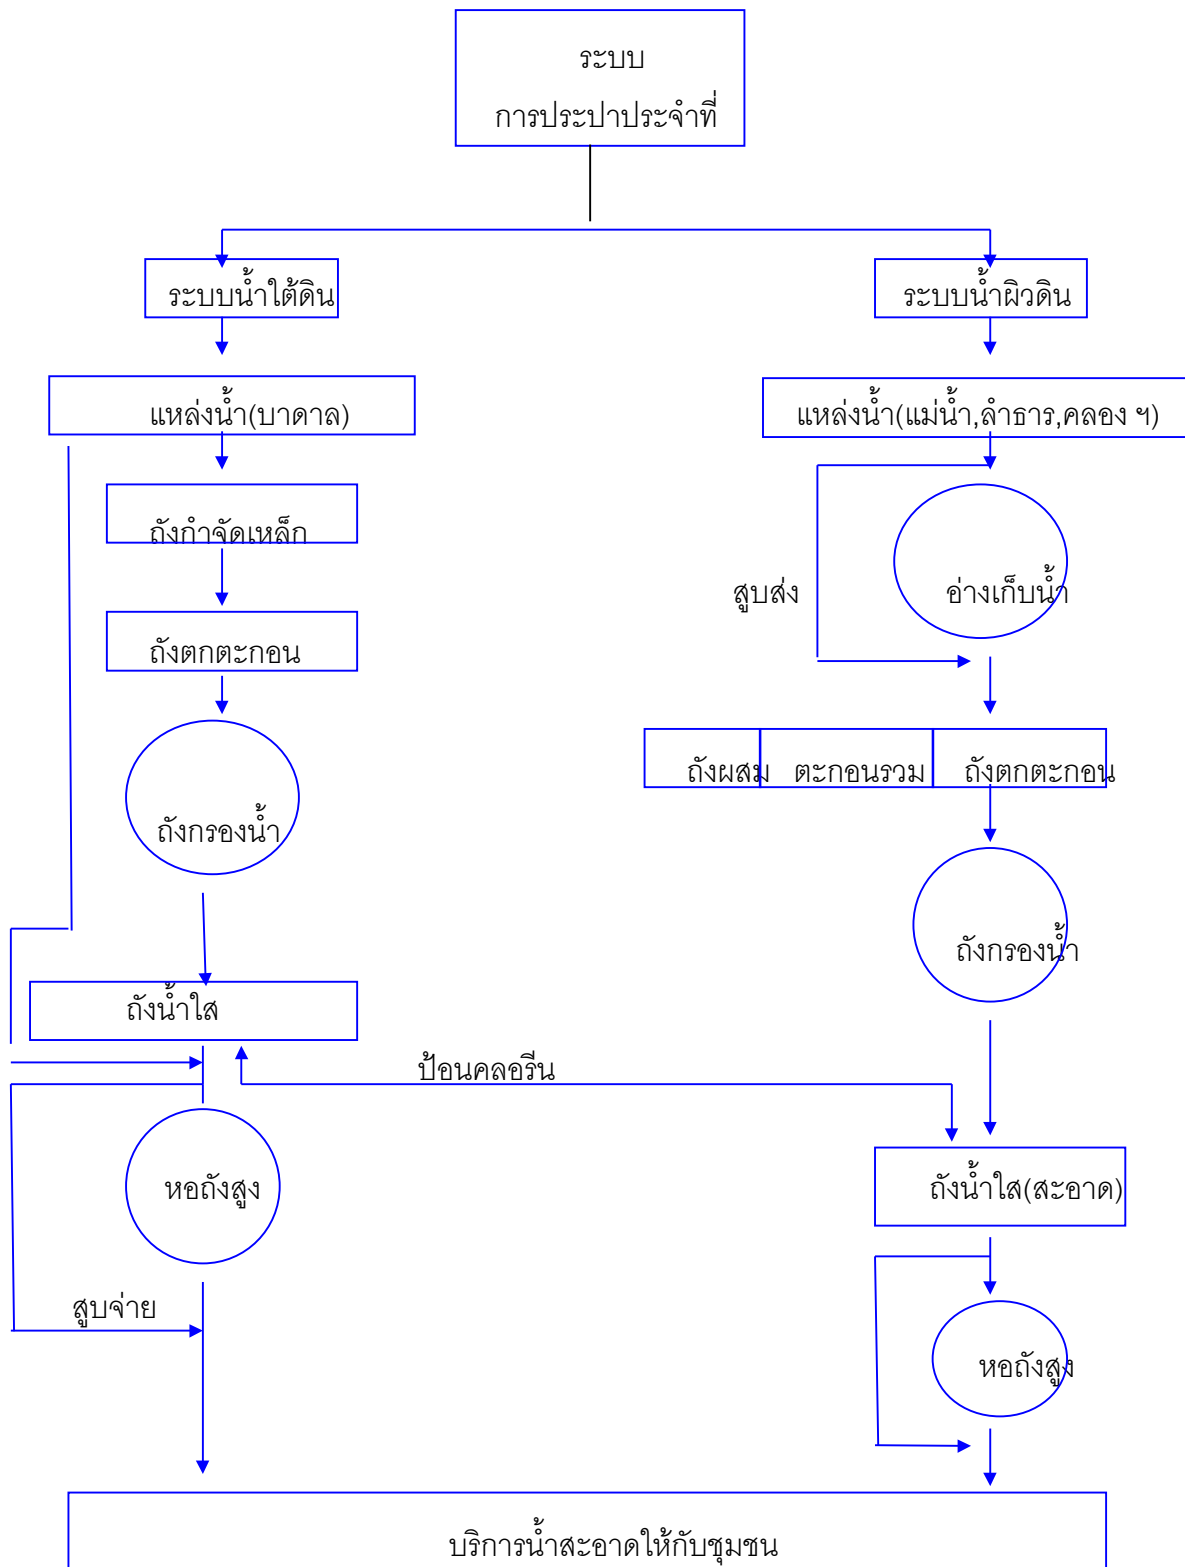 ระบบ
การประปาประจำที่
ระบบน้ำใต้ดิน
ระบบน้ำผิวดิน
แหล่งน้ำ(บาดาล)
แหล่งน้ำ(แม่น้ำ,ลำธาร,คลอง ฯ)
ถังกำจัดเหล็ก
สูบส่ง
อ่างเก็บน้ำ
ถังตกตะกอน
ถังผสม
ตะกอนรวม
ถังตกตะกอน
ถังกรองน้ำ
ถังกรองน้ำ
ถังน้ำใส
ป้อนคลอรีน
หอถังสูง
ถังน้ำใส(สะอาด)
สูบจ่าย
หอถังสูง
บริการน้ำสะอาดให้กับชุมชน